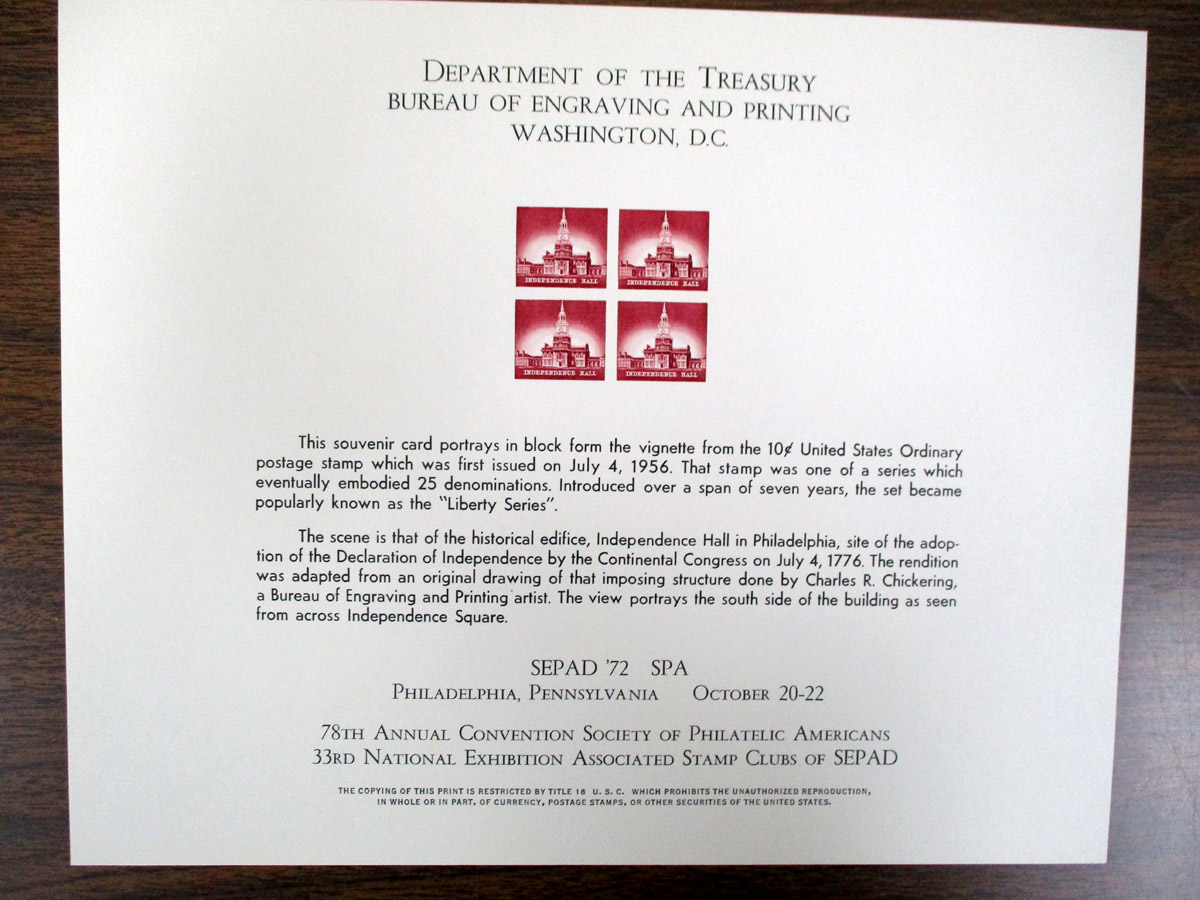 DEPARTMENT OF THE TREASURY
BUREAU OF ENGRAVING AND PRINTING
WASHINGTON, D.C.
INDEPENDENCE HALL
INDEPENDENCE HALL
INDEPENDENCE HALL
INDEPENDENCE HALL
This souvenir card portrays in block form the vignette from the 10¢ United States Ordinary
postage stamp which was first issued on July 4, 1956. That stamp was one of a series which
eventually embodied 25 denominations. Introduced over a span of seven years, the set became
popularly known as the "Liberty Series".
The scene is that of the historical edifice, Independence Hall in Philadelphia, site of the adop-
tion of the Declaration of Independence by the Continental Congress on July 4, 1776. The rendition
was adapted from an original drawing of that imposing structure done by Charles R. Chickering,
a Bureau of Engraving and Printing artist. The view portrays the south side of the building as seen
from across Independence Square.
SEPAD '72 SPA
PHILADELPHIA, PENNSYLVANIA OCTOBER 20-22
78TH ANNUAL CONVENTION SOCIETY OF PHILATELIC AMERICANS
33RD NATIONAL EXHIBITION ASSOCIATED STAMP CLUBS OF SEPAD
THE COPYING OF THIS PRINT IS RESTRICTED BY TITLE 18 U. S. C. WHICH PROHIBITS THE UNAUTHORIZED REPRODUCTION,
IN WHOLE OR IN PART, OF CURRENCY, POSTAGE STAMPS, OR OTHER SECURITIES OF THE UNITED STATES.